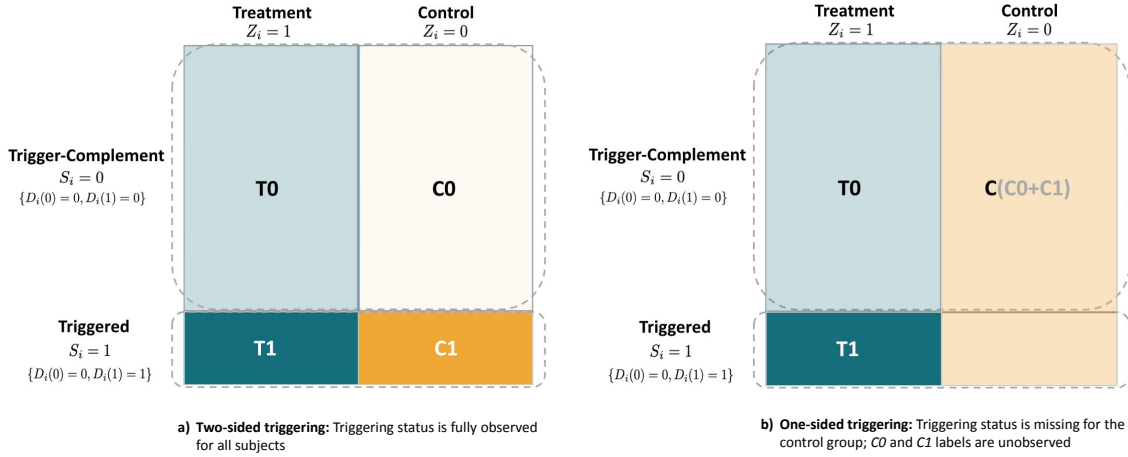 Treatment
Z_i = 1
Control
Z_i = 0
Trigger-Complement
S_i = 0
{D_i(0) = 0, D_i(1) = 0}
T0
C0
Triggered
S_i = 1
{D_i(0) = 0, D_i(1) = 1}
T1
C1
a) Two-sided triggering: Triggering status is fully observed
for all subjects
Treatment
Z_i = 1
Control
Z_i = 0
Trigger-Complement
S_i = 0
{D_i(0) = 0, D_i(1) = 0}
T0
C(C0+C1)
Triggered
S_i = 1
{D_i(0) = 0, D_i(1) = 1}
T1
b) One-sided triggering: Triggering status is missing for the
control group; C0 and C1 labels are unobserved